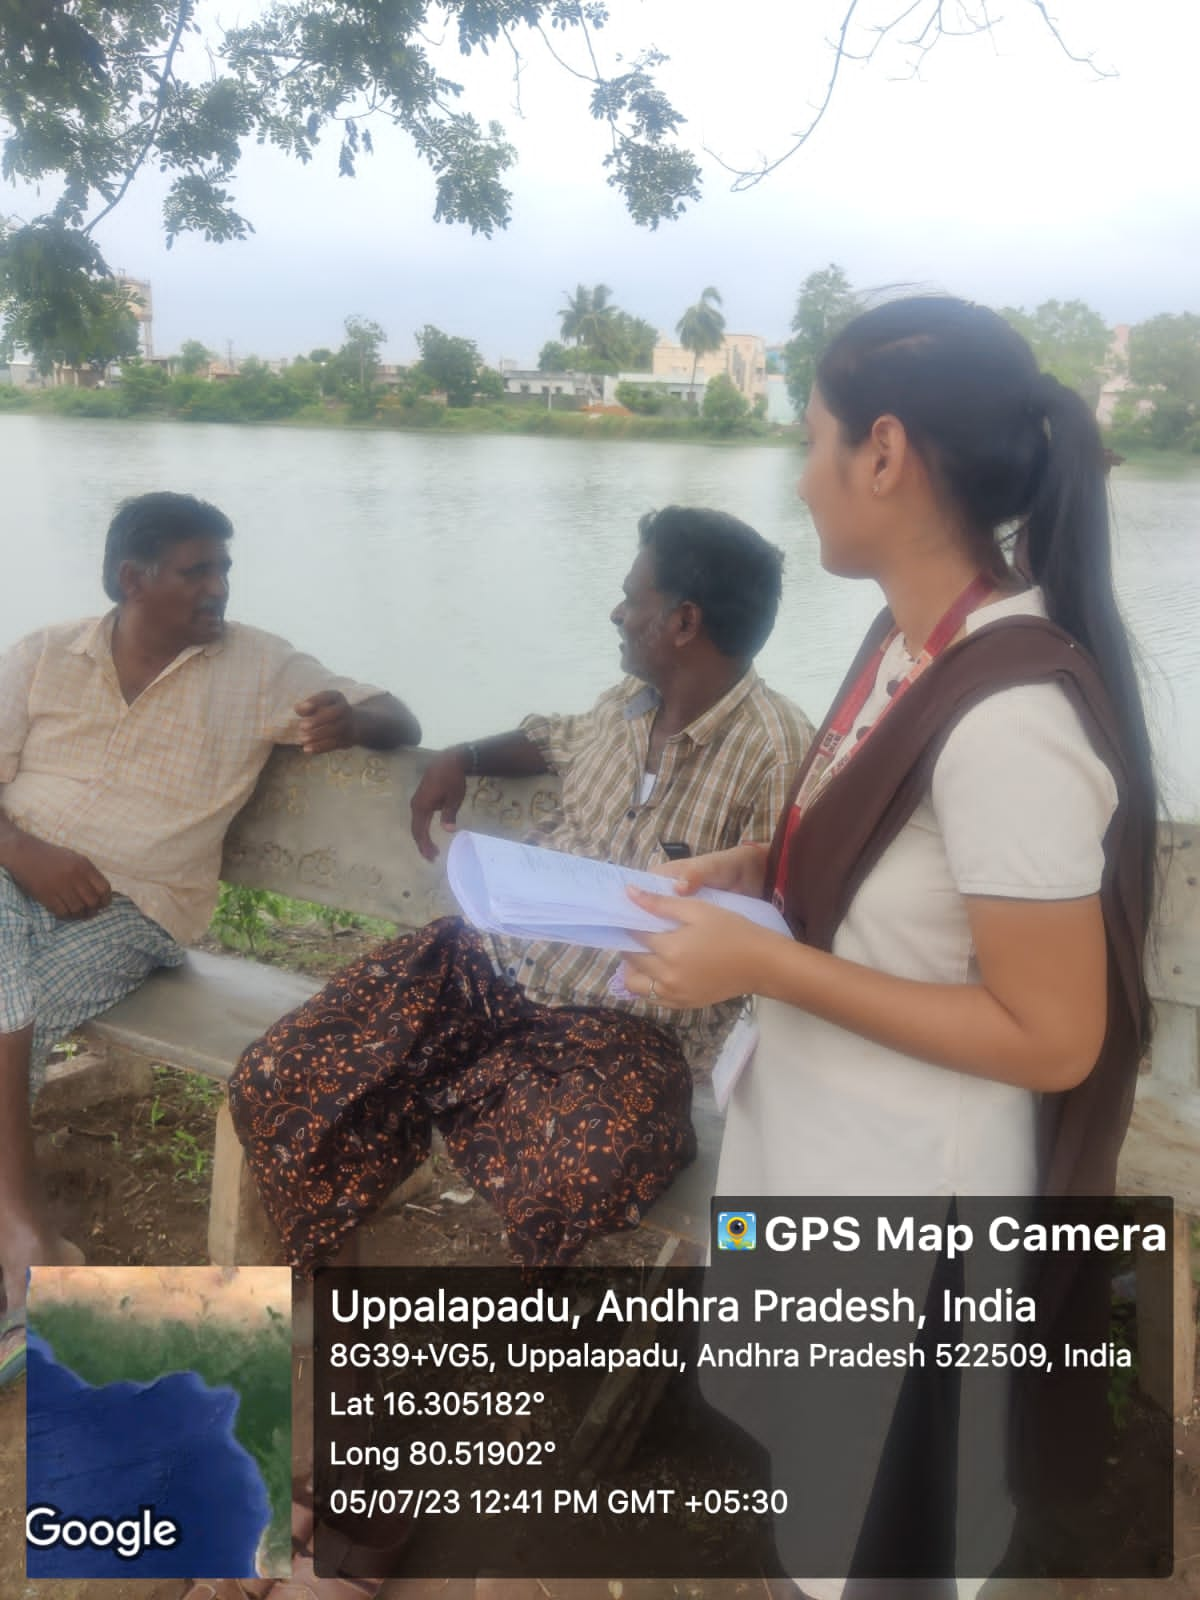 GPS Map Camera
Uppalapadu, Andhra Pradesh, India
8G39+VG5, Uppalapadu, Andhra Pradesh 522509, India
Lat 16.305182°
Long 80.51902°
05/07/23 12:41 PM GMT +05:30
Google